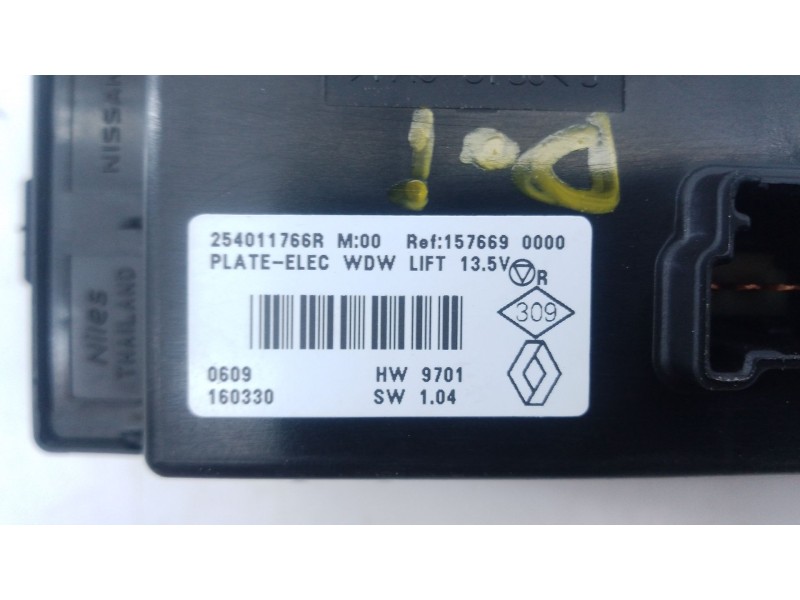 NISSAN
Niles
THAILAND
254011766R M:00 Ref:157669 0000
PLATE-ELEC WDW LIFT 13.5V
R
309
0609 HW 9701
160330 SW 1.04